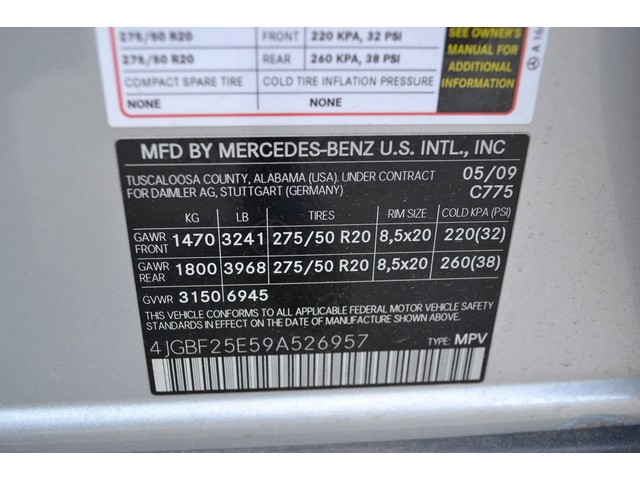 275/50 R20 FRONT 220 KPA, 32 PSI
275/50 R20 REAR 260 KPA, 38 PSI
COMPACT SPARE TIRE COLD TIRE INFLATION PRESSURE
NONE NONE
SEE OWNER'S
MANUAL FOR
ADDITIONAL
INFORMATION
A 16
MFD BY MERCEDES-BENZ U.S. INTL., INC
TUSCALOOSA COUNTY, ALABAMA (USA). UNDER CONTRACT 05/09
FOR DAIMLER AG, STUTTGART (GERMANY) C775
KG LB TIRES RIM SIZE COLD KPA (PSI)
GAWR FRONT 1470 3241 275/50 R20 8,5x20 220(32)
GAWR REAR 1800 3968 275/50 R20 8,5x20 260(38)
GVWR 3150 6945
THIS VEHICLE CONFORMS TO ALL APPLICABLE FEDERAL MOTOR VEHICLE SAFETY
STANDARDS IN EFFECT ON THE DATE OF MANUFACTURE SHOWN ABOVE.
4JGBF25E59A526957 TYPE: MPV